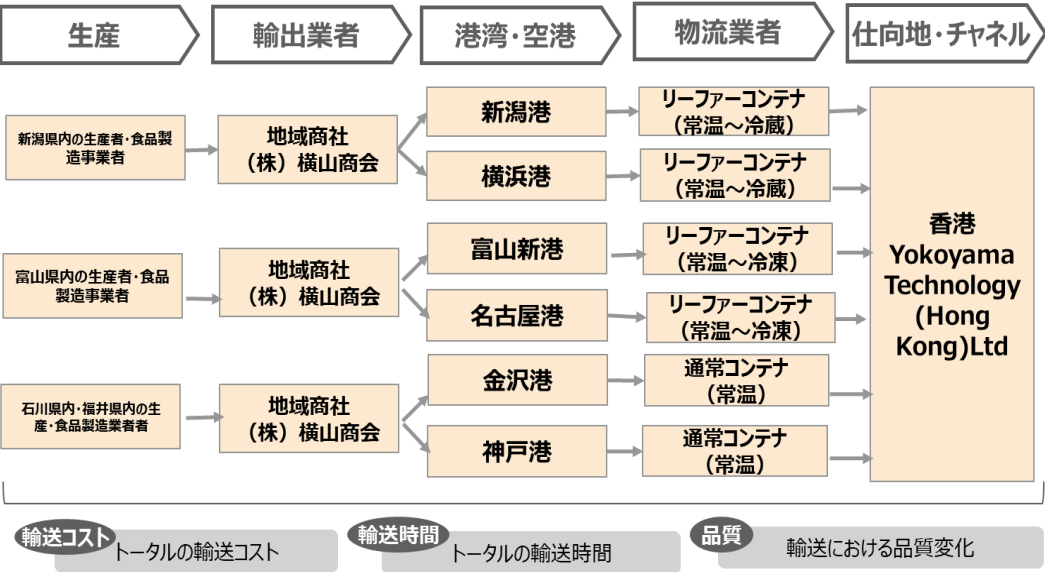 生産
輸出業者
港湾・空港
物流業者
仕向地・チャネル
新潟県内の生産者・食品製
造事業者
地域商社
（株）横山商会
新潟港
リーファーコンテナ
（常温～冷蔵）
横浜港
リーファーコンテナ
（常温～冷蔵）
富山県内の生産者・食品
製造事業者
地域商社
（株）横山商会
富山新港
リーファーコンテナ
（常温～冷凍）
名古屋港
リーファーコンテナ
（常温～冷凍）
石川県内・福井県内の生
産・食品製造業者者
地域商社
（株）横山商会
金沢港
通常コンテナ
（常温）
神戸港
通常コンテナ
（常温）
香港
Yokoyama
Technology
(Hong
Kong)Ltd
輸送コスト
トータルの輸送コスト
輸送時間
トータルの輸送時間
品質
輸送における品質変化